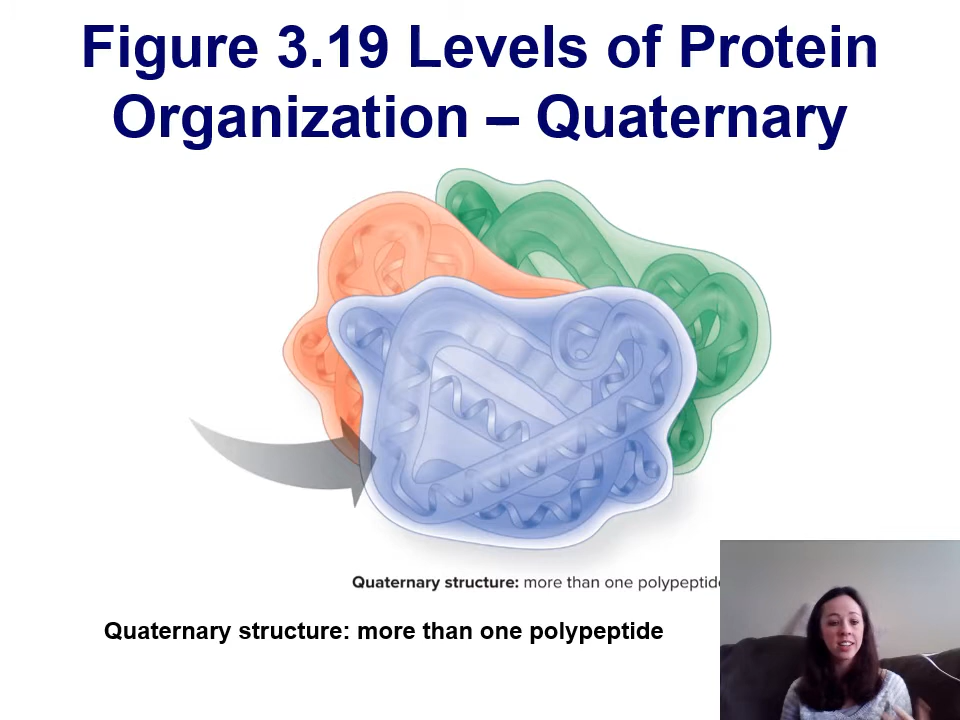 Figure 3.19 Levels of Protein
Organization – Quaternary
Quaternary structure: more than one polypeptide
Quaternary structure: more than one polypeptide